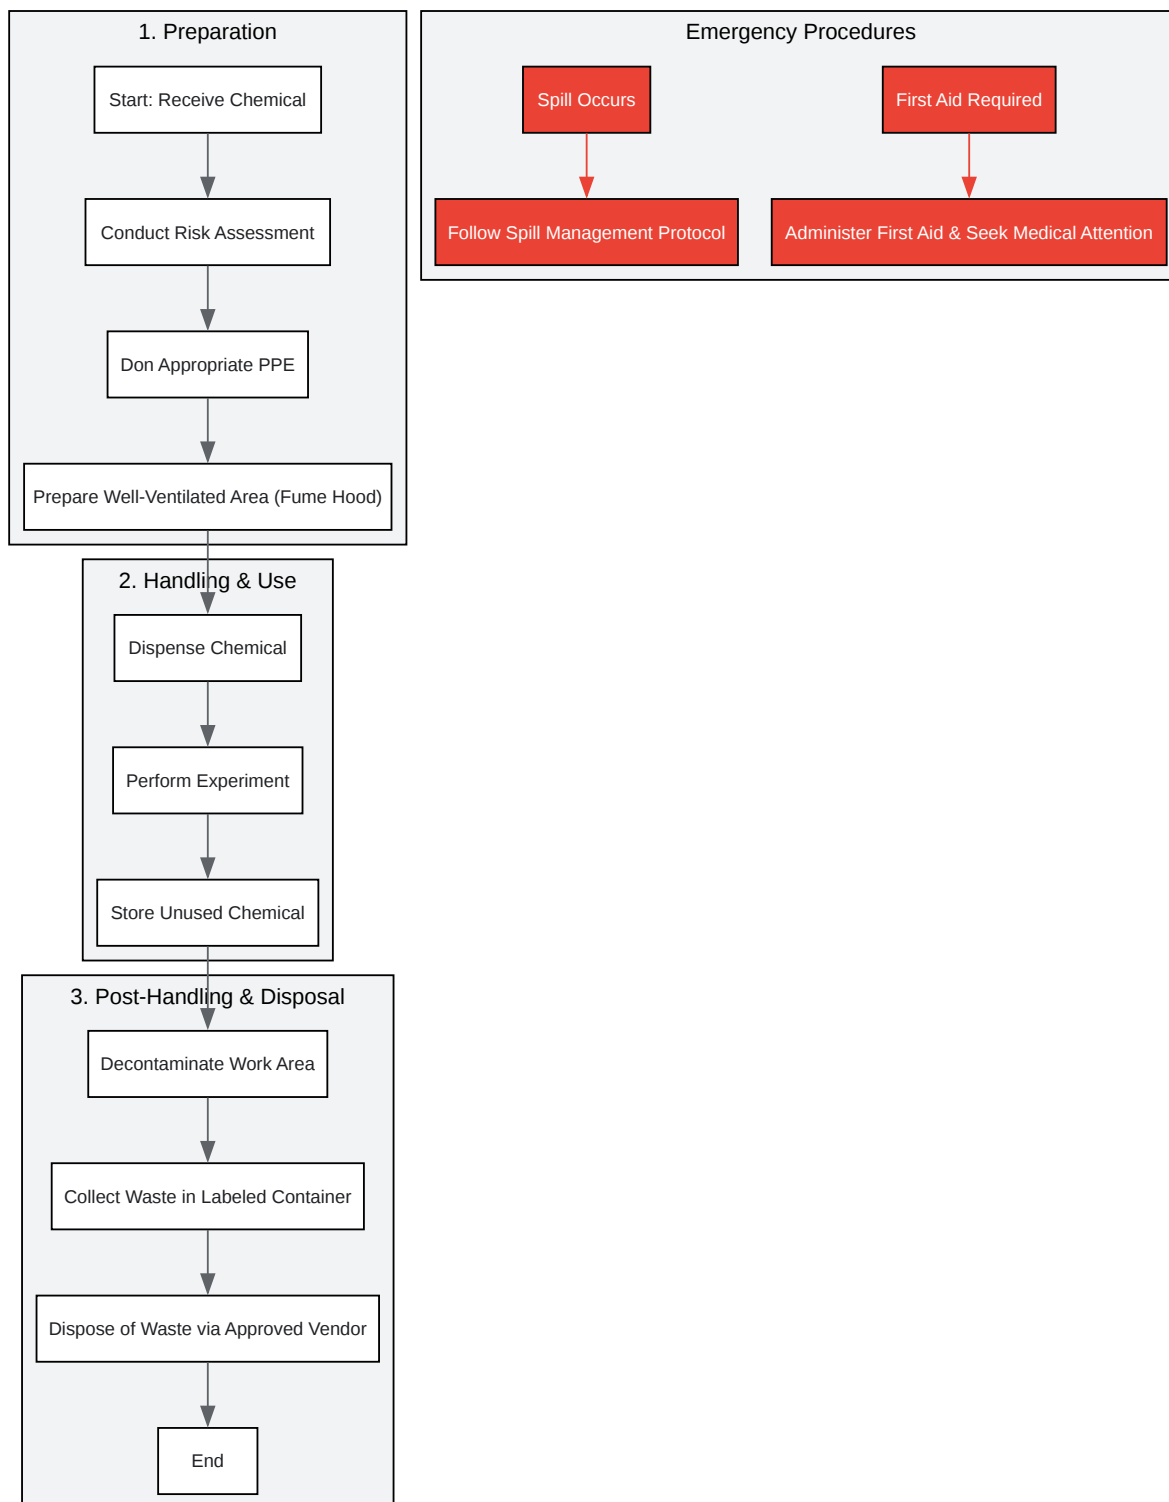 1. Preparation
Start: Receive Chemical
Conduct Risk Assessment
Don Appropriate PPE
Prepare Well-Ventilated Area (Fume Hood)
2. Handling & Use
Dispense Chemical
Perform Experiment
Store Unused Chemical
3. Post-Handling & Disposal
Decontaminate Work Area
Collect Waste in Labeled Container
Dispose of Waste via Approved Vendor
End
Emergency Procedures
Spill Occurs
Follow Spill Management Protocol
First Aid Required
Administer First Aid & Seek Medical Attention